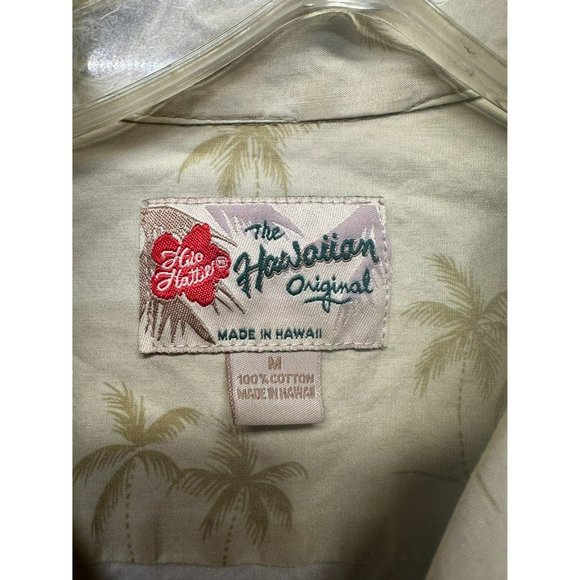 Hilo
Hattie®
The
Hawaiian
Original
MADE IN HAWAII
M
100% COTTON
MADE IN HAWAII